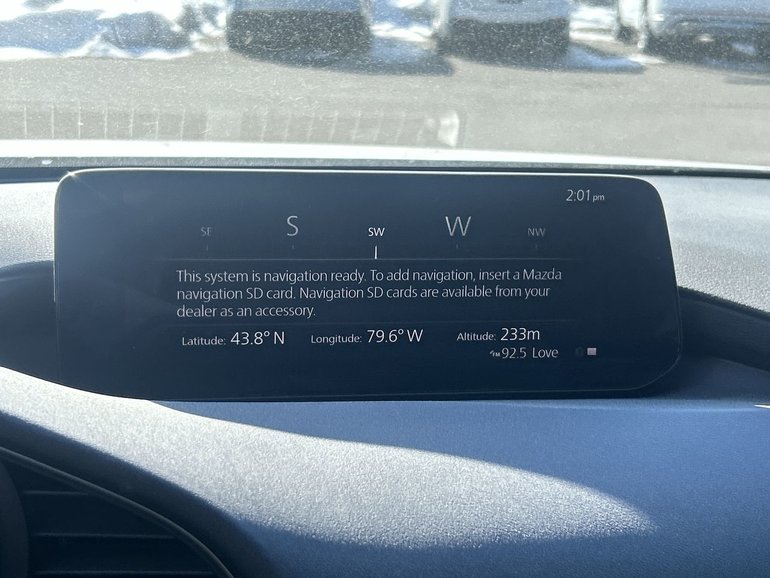 2:01pm
SE S SW W NW
This system is navigation ready. To add navigation, insert a Mazda
navigation SD card. Navigation SD cards are available from your
dealer as an accessory.
Latitude: 43.8° N Longitude: 79.6° W Altitude: 233m
FM 92.5 Love